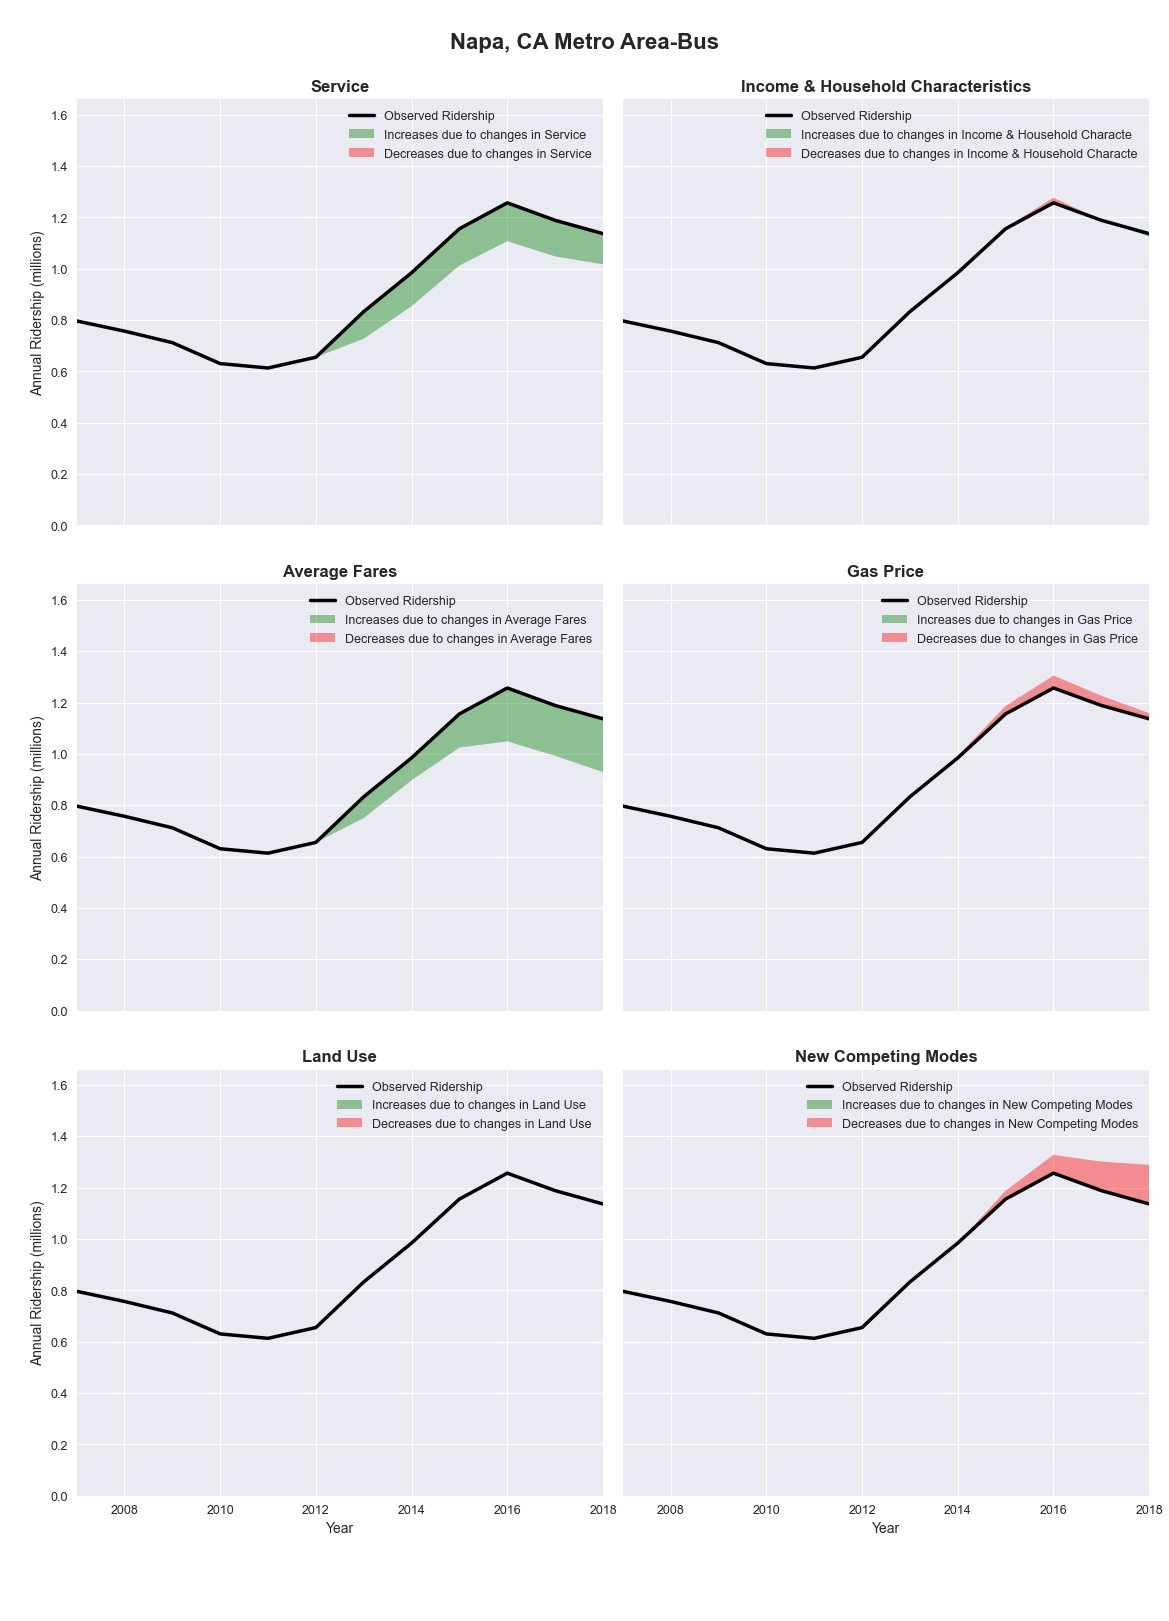 Napa, CA Metro Area-Bus
Service
Observed Ridership
Increases due to changes in Service
Decreases due to changes in Service
1.6
1.4
1.2
1.0
0.8
0.6
0.4
0.2
0.0
Annual Ridership (millions)
Income & Household Characteristics
Observed Ridership
Increases due to changes in Income & Household Characte
Decreases due to changes in Income & Household Characte
Average Fares
Observed Ridership
Increases due to changes in Average Fares
Decreases due to changes in Average Fares
1.6
1.4
1.2
1.0
0.8
0.6
0.4
0.2
0.0
Annual Ridership (millions)
Gas Price
Observed Ridership
Increases due to changes in Gas Price
Decreases due to changes in Gas Price
Land Use
Observed Ridership
Increases due to changes in Land Use
Decreases due to changes in Land Use
1.6
1.4
1.2
1.0
0.8
0.6
0.4
0.2
0.0
Annual Ridership (millions)
2008 2010 2012 2014 2016 2018
Year
New Competing Modes
Observed Ridership
Increases due to changes in New Competing Modes
Decreases due to changes in New Competing Modes
2008 2010 2012 2014 2016 2018
Year